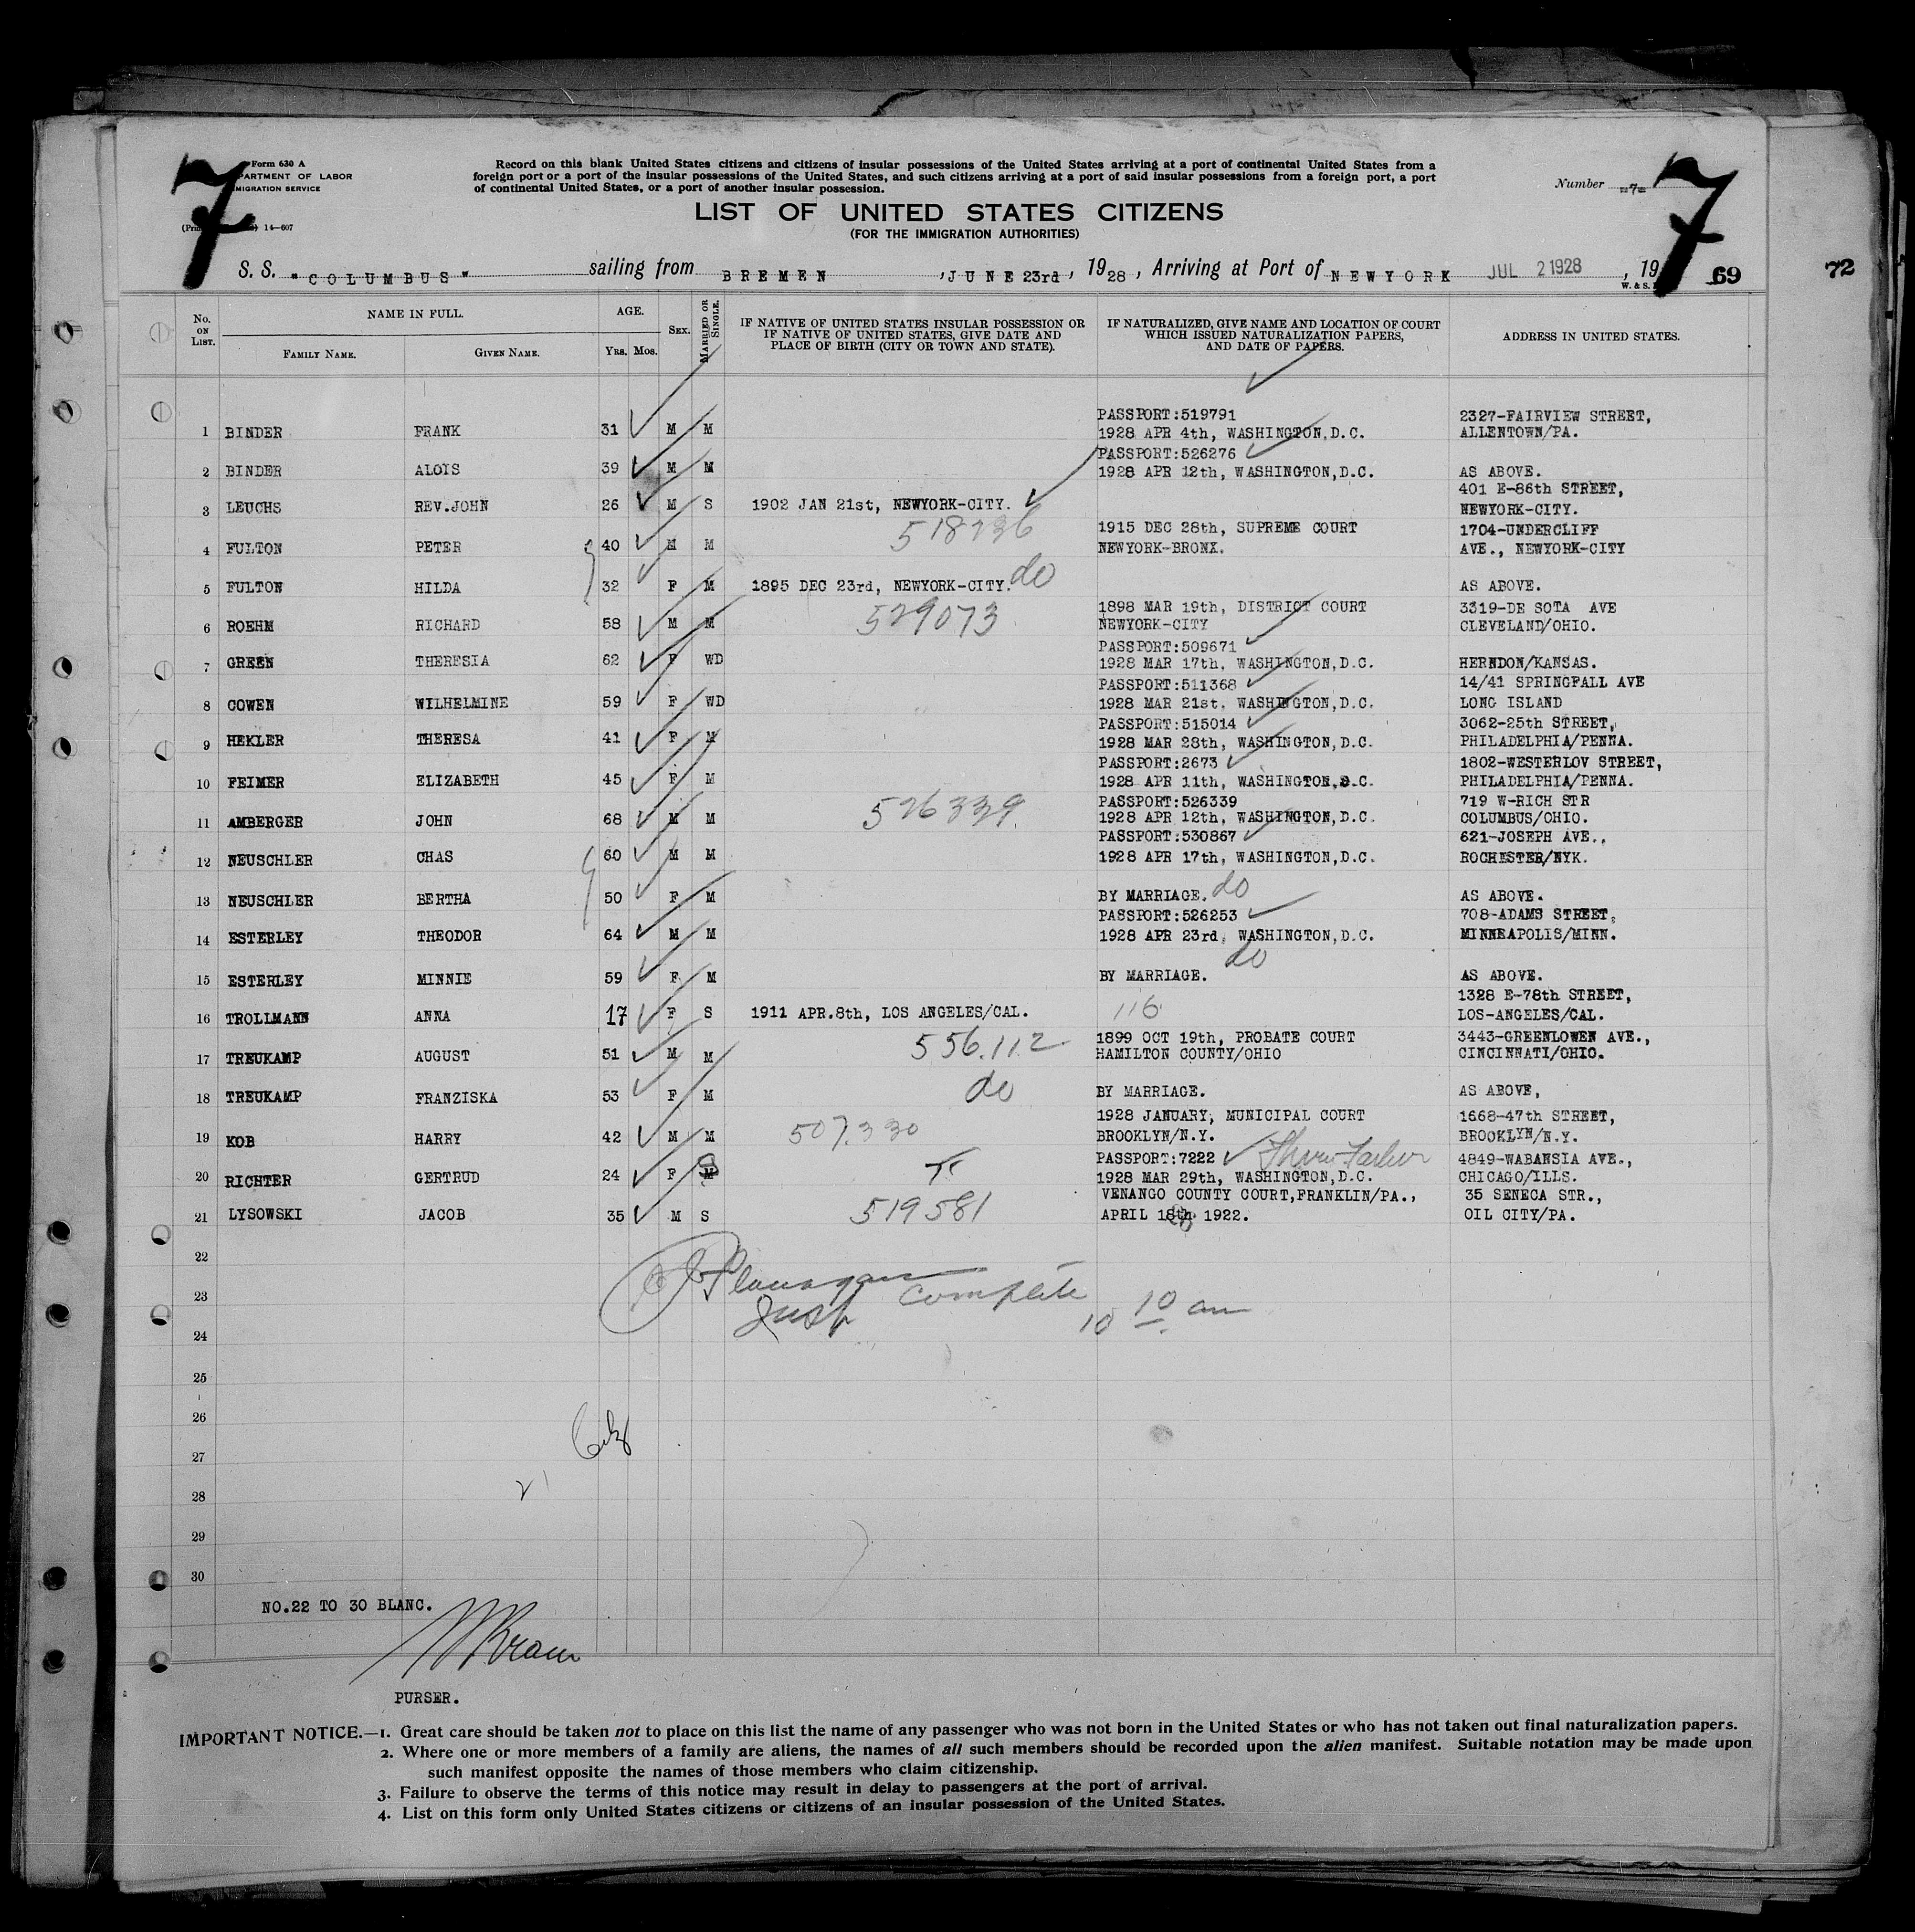 7
Form 630 A
PARTMENT OF LABOR
MIGRATION SERVICE
14—607
Record on this blank United States citizens and citizens of insular possessions of the United States arriving at a port of continental United States from a
foreign port or a port of the insular possessions of the United States, and such citizens arriving at a port of said insular possessions from a foreign port, a port
of continental United States, or a port of another insular possession.
Number -7-
7
LIST OF UNITED STATES CITIZENS
(FOR THE IMMIGRATION AUTHORITIES)
S. S. "COLUMBUS" sailing from BREMEN, JUNE 23rd, 1928, Arriving at Port of NEWYORK JUL 2 1928, 19
W. & S.
69
72
No. ON LIST. NAME IN FULL. FAMILY NAME. GIVEN NAME. AGE. YRS. MOS. SEX. MARRIED OR SINGLE. IF NATIVE OF UNITED STATES INSULAR POSSESSION OR IF NATIVE OF UNITED STATES, GIVE DATE AND PLACE OF BIRTH (CITY OR TOWN AND STATE). IF NATURALIZED, GIVE NAME AND LOCATION OF COURT WHICH ISSUED NATURALIZATION PAPERS, AND DATE OF PAPERS. ADDRESS IN UNITED STATES.
PASSPORT:519791 2327-FAIRVIEW STREET,
1 BINDER FRANK 31 M M 1928 APR 4th, WASHINGTON,D.C. ALLENTOWN/PA.
PASSPORT:526276
2 BINDER ALOIS 39 M M 1928 APR 12th, WASHINGTON,D.C. AS ABOVE.
401 E-86th STREET,
3 LEUCHS REV.JOHN 26 M S 1902 JAN 21st, NEWYORK-CITY. NEWYORK-CITY.
518736 1915 DEC 28th, SUPREME COURT 1704-UNDERCLIFF
4 FULTON PETER 40 M M NEWYORK-BRONX. AVE., NEWYORK-CITY
5 FULTON HILDA 32 F M 1895 DEC 23rd, NEWYORK-CITY. do AS ABOVE.
529073 1898 MAR 19th, DISTRICT COURT 3319-DE SOTA AVE
6 ROEHM RICHARD 58 M M NEWYORK-CITY CLEVELAND/OHIO.
PASSPORT:509671
7 GREEN THERESIA 62 F WD 1928 MAR 17th, WASHINGTON,D.C. HERNDON/KANSAS.
PASSPORT:511368 14/41 SPRINGFALL AVE
8 COWEN WILHELMINE 59 F WD 1928 MAR 21st. WASHINGTON,D.C. LONG ISLAND
PASSPORT:515014 3062-25th STREET,
9 HEKLER THERESA 41 F M 1928 MAR 28th, WASHINGTON,D.C. PHILADELPHIA/PENNA.
PASSPORT:2673 1802-WESTERLOV STREET,
10 FEIMER ELIZABETH 45 F M 1928 APR 11th, WASHINGTON,D.C. PHILADELPHIA/PENNA.
526339. PASSPORT:526339 719 W-RICH STR
11 AMBERGER JOHN 68 M M 1928 APR 12th, WASHINGTON,D.C. COLUMBUS/OHIO.
PASSPORT:530867 621-JOSEPH AVE.,
12 NEUSCHLER CHAS 60 M M 1928 APR 17th, WASHINGTON,D.C. ROCHESTER/NYK.
13 NEUSCHLER BERTHA 50 F M BY MARRIAGE. do AS ABOVE.
PASSPORT:526253 708-ADAMS STREET,
14 ESTERLEY THEODOR 64 M M 1928 APR 23rd, WASHINGTON,D.C. MINNEAPOLIS/MINN.
15 ESTERLEY MINNIE 59 F M BY MARRIAGE. do AS ABOVE.
1328 E-78th STREET,
16 TROLLMANN ANNA 17 F S 1911 APR.8th, LOS ANGELES/CAL. 116 LOS-ANGELES/CAL.
556.112 1899 OCT 19th, PROBATE COURT 3443-GREENLOWEN AVE.,
17 TREUKAMP AUGUST 51 M M HAMILTON COUNTY/OHIO CINCINNATI/OHIO.
18 TREUKAMP FRANZISKA 53 F M do BY MARRIAGE. AS ABOVE,
1928 JANUARY, MUNICIPAL COURT 1668-47th STREET,
19 KOB HARRY 42 M M 507.330 BROOKLYN/N.Y. BROOKLYN/N.Y.
PASSPORT:7222 4849-WABANSIA AVE.,
20 RICHTER GERTRUD 24 F M 1928 MAR 29th, WASHINGTON,D.C. CHICAGO/ILLS.
VENANGO COUNTY COURT,FRANKLIN/PA., 35 SENECA STR.,
21 LYSOWSKI JACOB 35 M S 519581 APRIL 18th 1922. OIL CITY/PA.
22
23 Flanagan complete
Insp 10 10 am
24
25
26
27
28 21
29
30
NO.22 TO 30 BLANC.
PURSER.
IMPORTANT NOTICE.—1. Great care should be taken not to place on this list the name of any passenger who was not born in the United States or who has not taken out final naturalization papers.
2. Where one or more members of a family are aliens, the names of all such members should be recorded upon the alien manifest. Suitable notation may be made upon
such manifest opposite the names of those members who claim citizenship.
3. Failure to observe the terms of this notice may result in delay to passengers at the port of arrival.
4. List on this form only United States citizens or citizens of an insular possession of the United States.